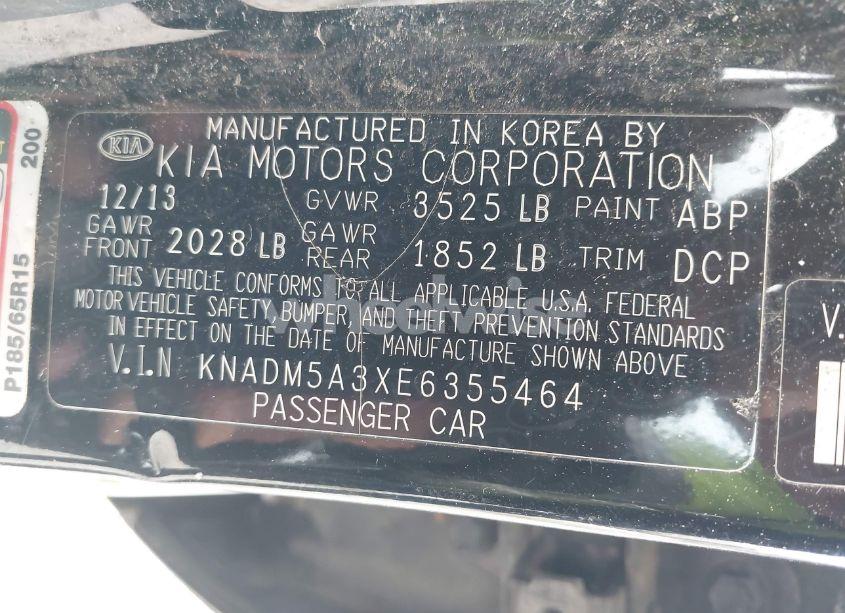 MANUFACTURED IN KOREA BY
KIA KIA MOTORS CORPORATION
12/13 GVWR 3525 LB PAINT ABP
GAWR FRONT 2028 LB GAWR REAR 1852 LB TRIM DCP
THIS VEHICLE CONFORMS TO ALL APPLICABLE U.S.A. FEDERAL
MOTOR VEHICLE SAFETY, BUMPER, AND THEFT PREVENTION STANDARDS
IN EFFECT ON THE DATE OF MANUFACTURE SHOWN ABOVE
V.I.N KNADM5A3XE6355464
PASSENGER CAR
P185/65R15
200
V.